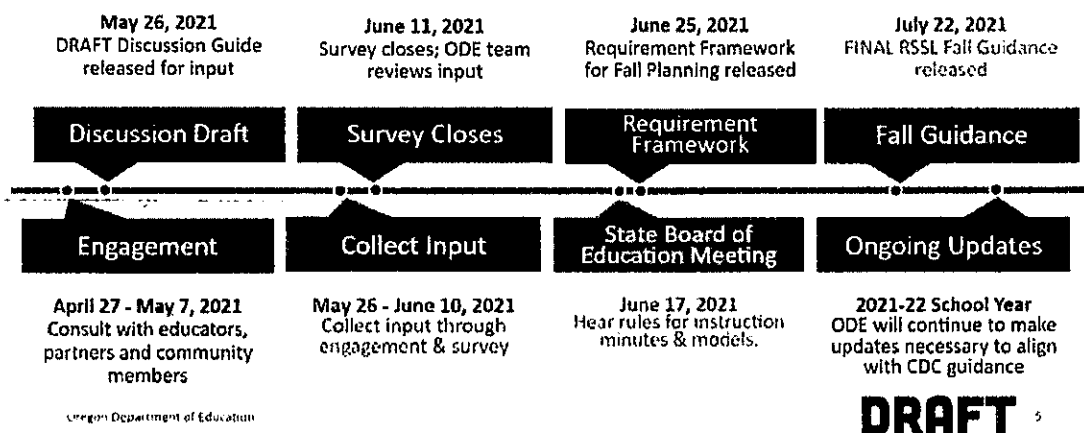 May 26, 2021
DRAFT Discussion Guide
released for input
June 11, 2021
Survey closes; ODE team
reviews input
June 25, 2021
Requirement Framework
for Fall Planning released
July 22, 2021
FINAL RSSL Fall Guidance
released
Discussion Draft
Survey Closes
Requirement
Framework
Fall Guidance
Engagement
Collect Input
State Board of
Education Meeting
Ongoing Updates
April 27 - May 7, 2021
Consult with educators,
partners and community
members
May 26 - June 10, 2021
Collect input through
engagement & survey
June 17, 2021
Hear rules for instruction
minutes & models.
2021-22 School Year
ODE will continue to make
updates necessary to align
with CDC guidance
Oregon Department of Education
DRAFT
5